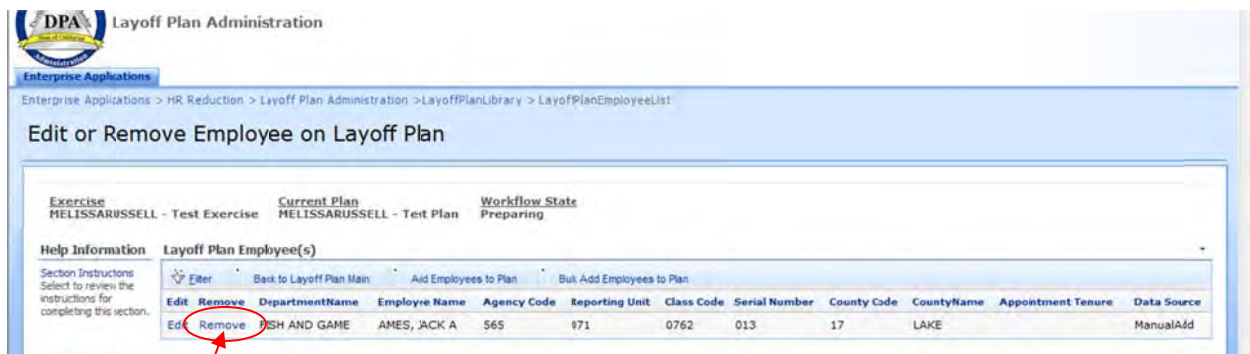 DPA
Layoff Plan Administration
State of California
Administration
Enterprise Applications
Enterprise Applications > HR Reduction > Layoff Plan Administration >LayoffPlanLibrary > LayoffPlanEmployeeList
Edit or Remove Employee on Layoff Plan
Exercise Current Plan Workflow State
MELISSARUSSELL - Test Exercise MELISSARUSSELL - Test Plan Preparing
Help Information Layoff Plan Employee(s)
Section Instructions
Select to review the
instructions for
completing this section.
Filter Back to Layoff Plan Main Add Employees to Plan Bulk Add Employees to Plan
Edit Remove DepartmentName Employee Name Agency Code Reporting Unit Class Code Serial Number County Code CountyName Appointment Tenure Data Source
Edit Remove FISH AND GAME AMES, JACK A 565 071 0762 013 17 LAKE ManualAdd